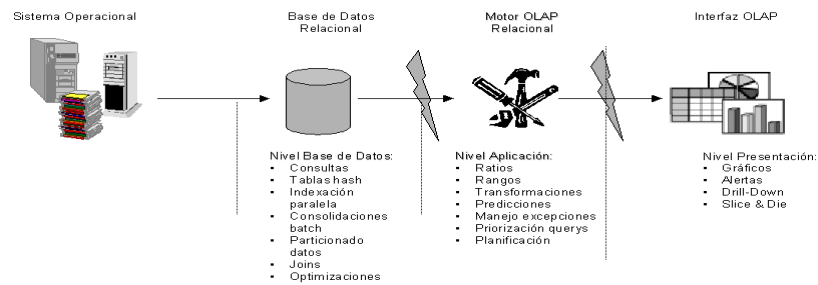 Sistema Operacional
Base de Datos
Relacional
Motor OLAP
Relacional
Interfaz OLAP
Nivel Base de Datos:
• Consultas
• Tablas hash
• Indexación
paralela
• Consolidaciones
batch
• Particionado
datos
• Joins
• Optimizaciones
Nivel Aplicación:
• Ratios
• Rangos
• Transformaciones
• Predicciones
• Manejo excepciones
• Priorización querys
• Planificación
Nivel Presentación:
• Gráficos
• Alertas
• Drill-Down
• Slice & Die